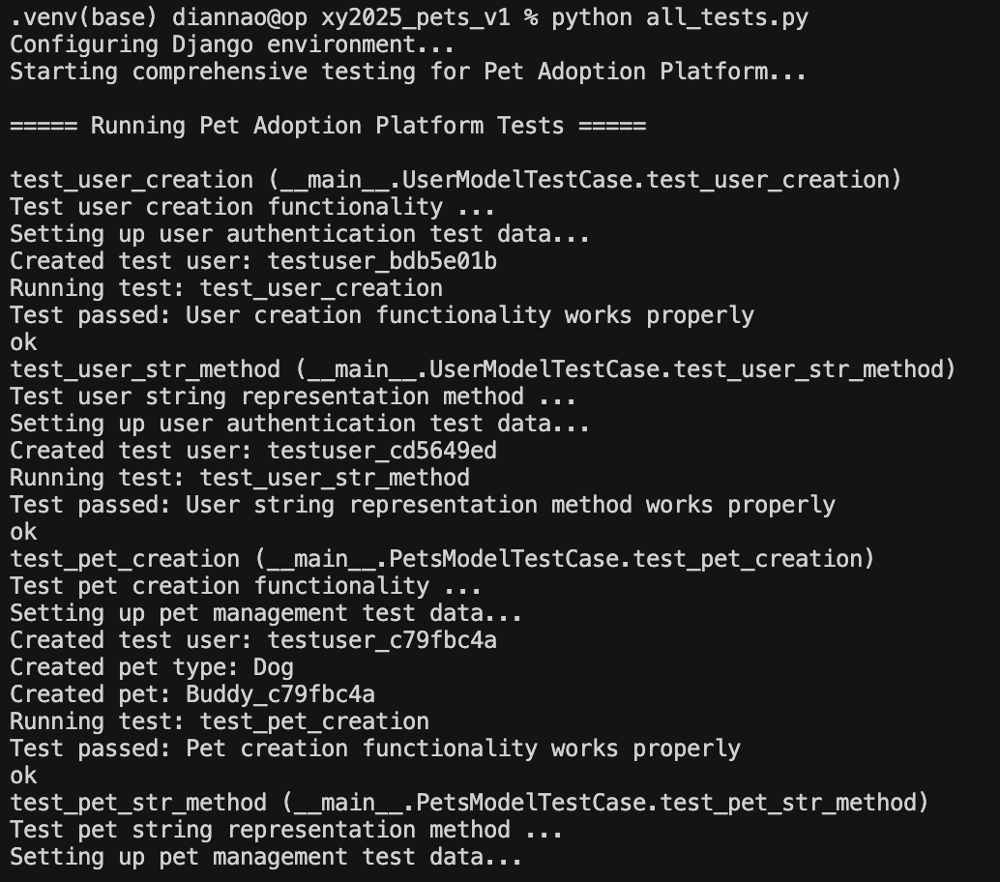 .venv(base) diannao@op xy2025_pets_v1 % python all_tests.py
Configuring Django environment...
Starting comprehensive testing for Pet Adoption Platform...
===== Running Pet Adoption Platform Tests =====
test_user_creation (__main__.UserModelTestCase.test_user_creation)
Test user creation functionality ...
Setting up user authentication test data...
Created test user: testuser_bdb5e01b
Running test: test_user_creation
Test passed: User creation functionality works properly
ok
test_user_str_method (__main__.UserModelTestCase.test_user_str_method)
Test user string representation method ...
Setting up user authentication test data...
Created test user: testuser_cd5649ed
Running test: test_user_str_method
Test passed: User string representation method works properly
ok
test_pet_creation (__main__.PetsModelTestCase.test_pet_creation)
Test pet creation functionality ...
Setting up pet management test data...
Created test user: testuser_c79fbc4a
Created pet type: Dog
Created pet: Buddy_c79fbc4a
Running test: test_pet_creation
Test passed: Pet creation functionality works properly
ok
test_pet_str_method (__main__.PetsModelTestCase.test_pet_str_method)
Test pet string representation method ...
Setting up pet management test data...